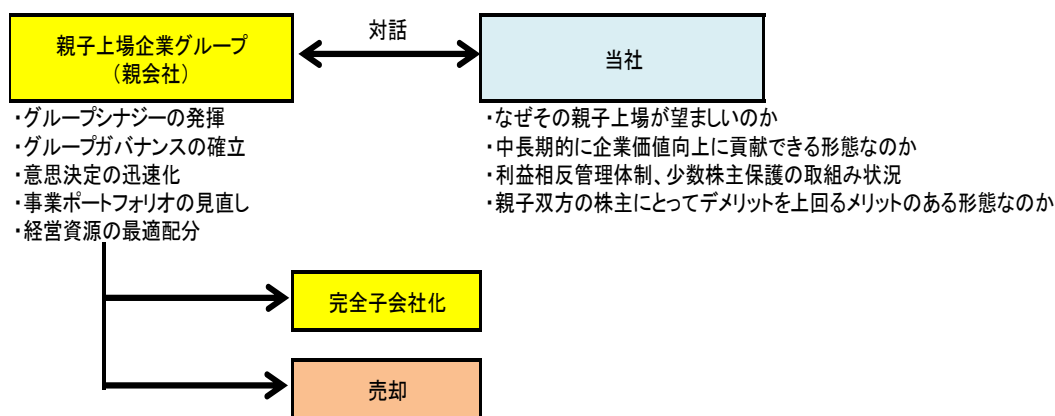 親子上場企業グループ
（親会社）
対話
当社
・グループシナジーの発揮
・グループガバナンスの確立
・意思決定の迅速化
・事業ポートフォリオの見直し
・経営資源の最適配分
・なぜその親子上場が望ましいのか
・中長期的に企業価値向上に貢献できる形態なのか
・利益相反管理体制、少数株主保護の取組み状況
・親子双方の株主にとってデメリットを上回るメリットのある形態なのか
完全子会社化
売却